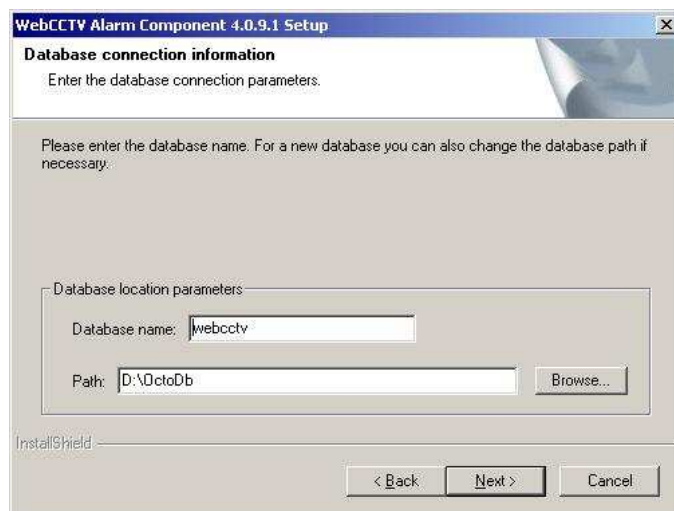 WebCCTV Alarm Component 4.0.9.1 Setup
Database connection information
Enter the database connection parameters.
Please enter the database name. For a new database you can also change the database path if
necessary.
Database location parameters
Database name: webcctv
Path: D:\OctoDb Browse...
InstallShield
< Back Next > Cancel